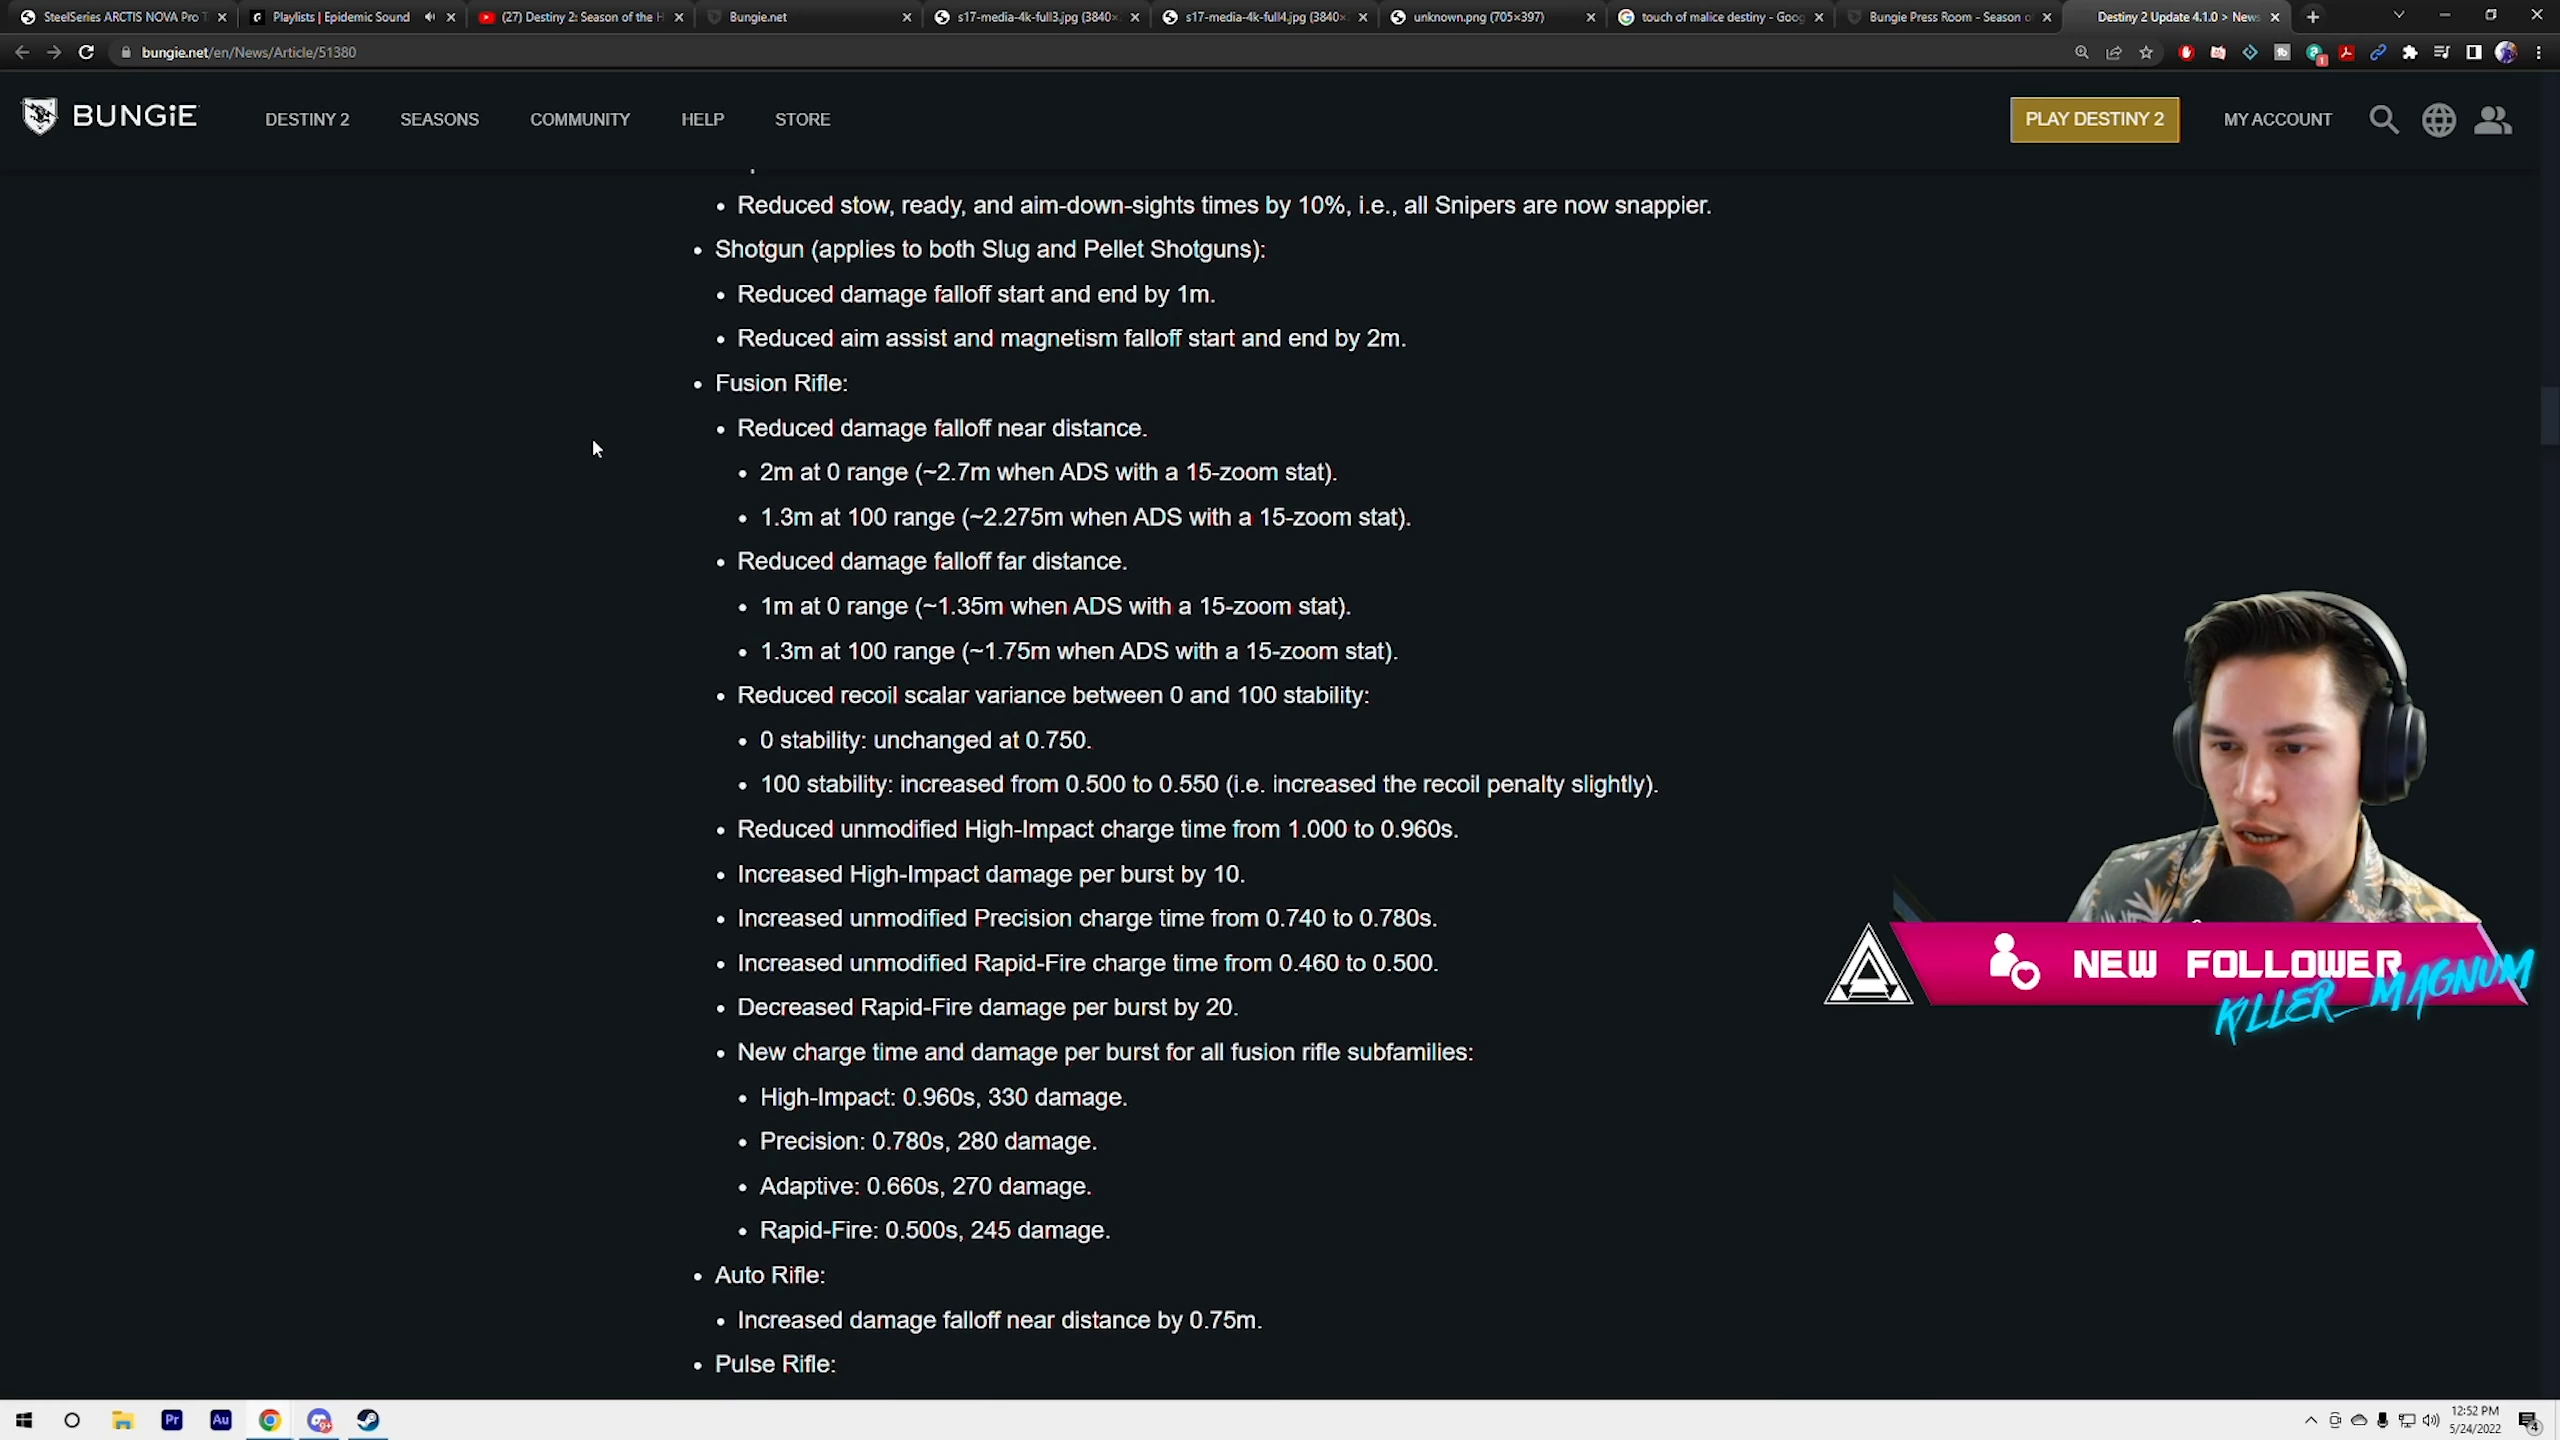 SteelSeries ARCTIS NOVA Pro T
Playlists | Epidemic Sound
(27) Destiny 2: Season of the H
Bungie.net
s17-media-4k-full3.jpg (3840×
s17-media-4k-full4.jpg (3840×
unknown.png (705×397)
touch of malice destiny - Goog
Bungie Press Room - Season o
Destiny 2 Update 4.1.0 > News
bungie.net/en/News/Article/51380
BUNGiE
DESTINY 2
SEASONS
COMMUNITY
HELP
STORE
PLAY DESTINY 2
MY ACCOUNT
• Reduced stow, ready, and aim-down-sights times by 10%, i.e., all Snipers are now snappier.
• Shotgun (applies to both Slug and Pellet Shotguns):
• Reduced damage falloff start and end by 1m.
• Reduced aim assist and magnetism falloff start and end by 2m.
• Fusion Rifle:
• Reduced damage falloff near distance.
• 2m at 0 range (~2.7m when ADS with a 15-zoom stat).
• 1.3m at 100 range (~2.275m when ADS with a 15-zoom stat).
• Reduced damage falloff far distance.
• 1m at 0 range (~1.35m when ADS with a 15-zoom stat).
• 1.3m at 100 range (~1.75m when ADS with a 15-zoom stat).
• Reduced recoil scalar variance between 0 and 100 stability:
• 0 stability: unchanged at 0.750.
• 100 stability: increased from 0.500 to 0.550 (i.e. increased the recoil penalty slightly).
• Reduced unmodified High-Impact charge time from 1.000 to 0.960s.
• Increased High-Impact damage per burst by 10.
• Increased unmodified Precision charge time from 0.740 to 0.780s.
• Increased unmodified Rapid-Fire charge time from 0.460 to 0.500.
• Decreased Rapid-Fire damage per burst by 20.
• New charge time and damage per burst for all fusion rifle subfamilies:
• High-Impact: 0.960s, 330 damage.
• Precision: 0.780s, 280 damage.
• Adaptive: 0.660s, 270 damage.
• Rapid-Fire: 0.500s, 245 damage.
• Auto Rifle:
• Increased damage falloff near distance by 0.75m.
• Pulse Rifle:
NEW FOLLOWER
KILLER_MAGNUM
Pr
Au
12:52 PM
5/24/2022